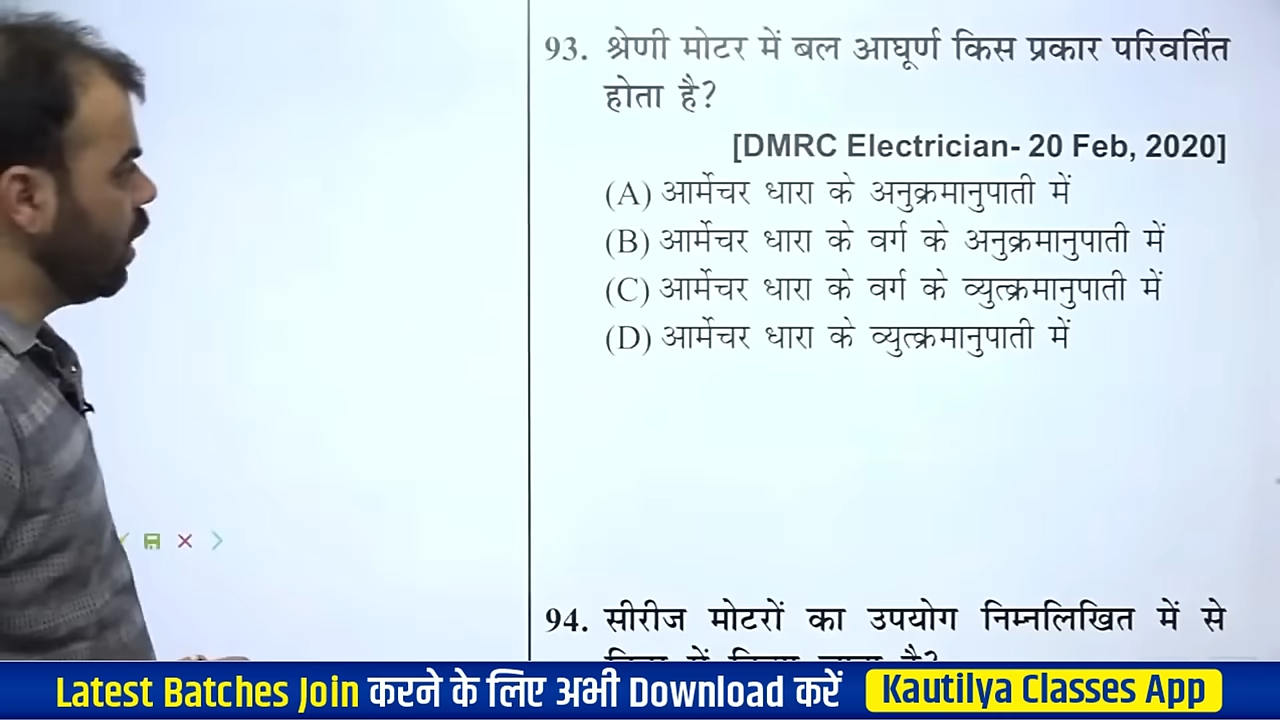 93. श्रेणी मोटर में बल आघूर्ण किस प्रकार परिवर्तित
होता है?
[DMRC Electrician- 20 Feb, 2020]
(A) आर्मेचर धारा के अनुक्रमानुपाती में
(B) आर्मेचर धारा के वर्ग के अनुक्रमानुपाती में
(C) आर्मेचर धारा के वर्ग के व्युत्क्रमानुपाती में
(D) आर्मेचर धारा के व्युत्क्रमानुपाती में
94. सीरीज मोटरों का उपयोग निम्नलिखित में से
Latest Batches Join करने के लिए अभी Download करें Kautilya Classes App